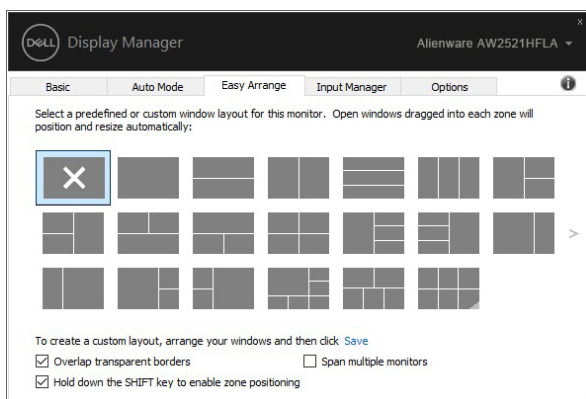 x
DELL Display Manager Alienware AW2521HFLA
Basic Auto Mode Easy Arrange Input Manager Options i
Select a predefined or custom window layout for this monitor. Open windows dragged into each zone will
position and resize automatically:
>
To create a custom layout, arrange your windows and then click Save
Overlap transparent borders Span multiple monitors
Hold down the SHIFT key to enable zone positioning